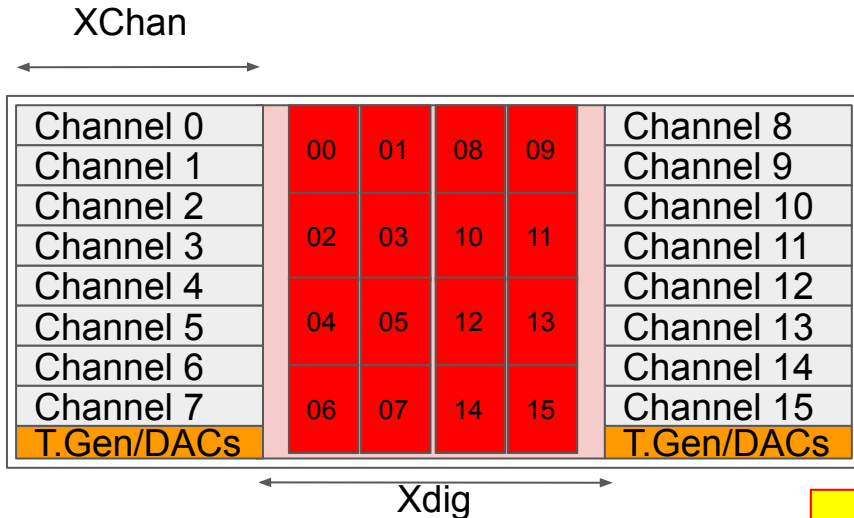 XChan
Channel 0
Channel 1
Channel 2
Channel 3
Channel 4
Channel 5
Channel 6
Channel 7
T.Gen/DACs
00 01 08 09
02 03 10 11
04 05 12 13
06 07 14 15
Channel 8
Channel 9
Channel 10
Channel 11
Channel 12
Channel 13
Channel 14
Channel 15
T.Gen/DACs
Xdig